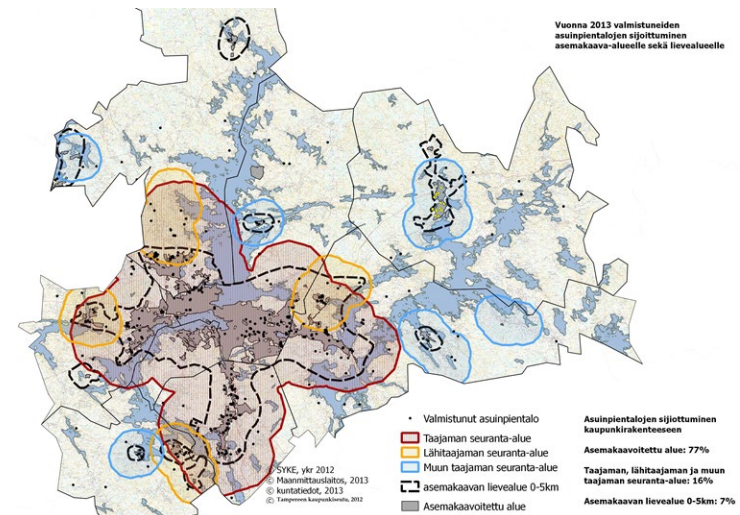 Vuonna 2013 valmistuneiden
asuinpientalojen sijoittuminen
asemakaava-alueelle sekä lievealueelle
Valmistunut asuinpientalo
Taajaman seuranta-alue
Lähitaajaman seuranta-alue
Muun taajaman seuranta-alue
asemakaavan lievealue 0-5km
Asemakaavoitettu alue
© SYKE, ykr 2012
© Maanmittauslaitos, 2013
© kuntatiedot, 2013
© Tampereen kaupunkiseutu, 2012
Asuinpientalojen sijiottuminen
kaupunkirakenteeseen
Asemakaavoitettu alue: 77%
Taajaman, lähitaajaman ja muun
taajaman seuranta-alue: 16%
Asemakaavan lievealue 0-5km: 7%